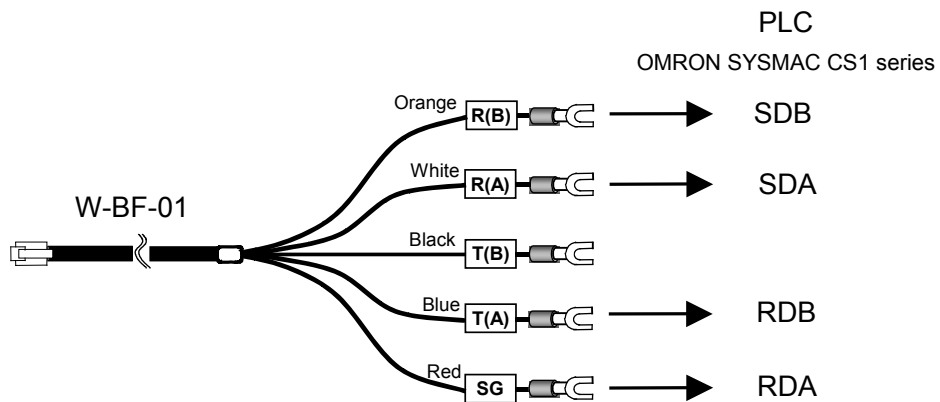 PLC
OMRON SYSMAC CS1 series
Orange R(B) SDB
White R(A) SDA
W-BF-01
Black T(B)
Blue T(A) RDB
Red SG RDA